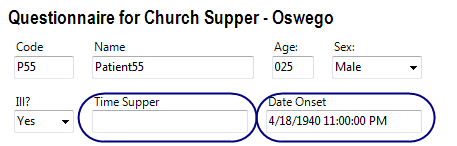 Questionnaire for Church Supper - Oswego
Code Name Age: Sex:
P55 Patient55 025 Male
Ill? Time Supper Date Onset
Yes 4/18/1940 11:00:00 PM